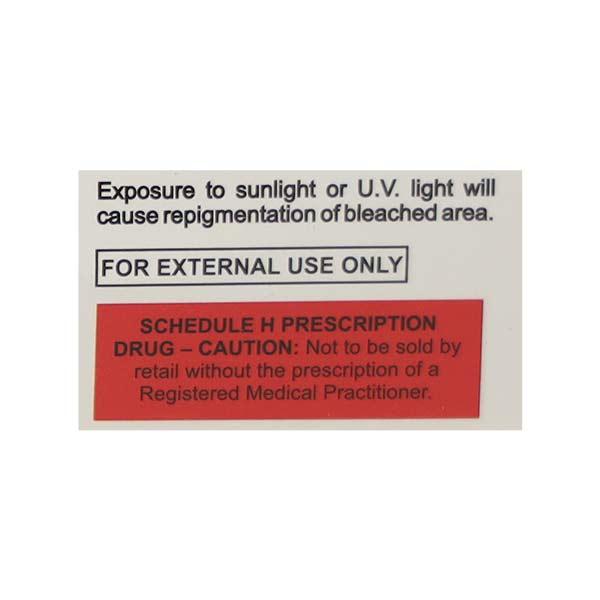 Exposure to sunlight or U.V. light will
cause repigmentation of bleached area.
FOR EXTERNAL USE ONLY
SCHEDULE H PRESCRIPTION
DRUG – CAUTION: Not to be sold by
retail without the prescription of a
Registered Medical Practitioner.